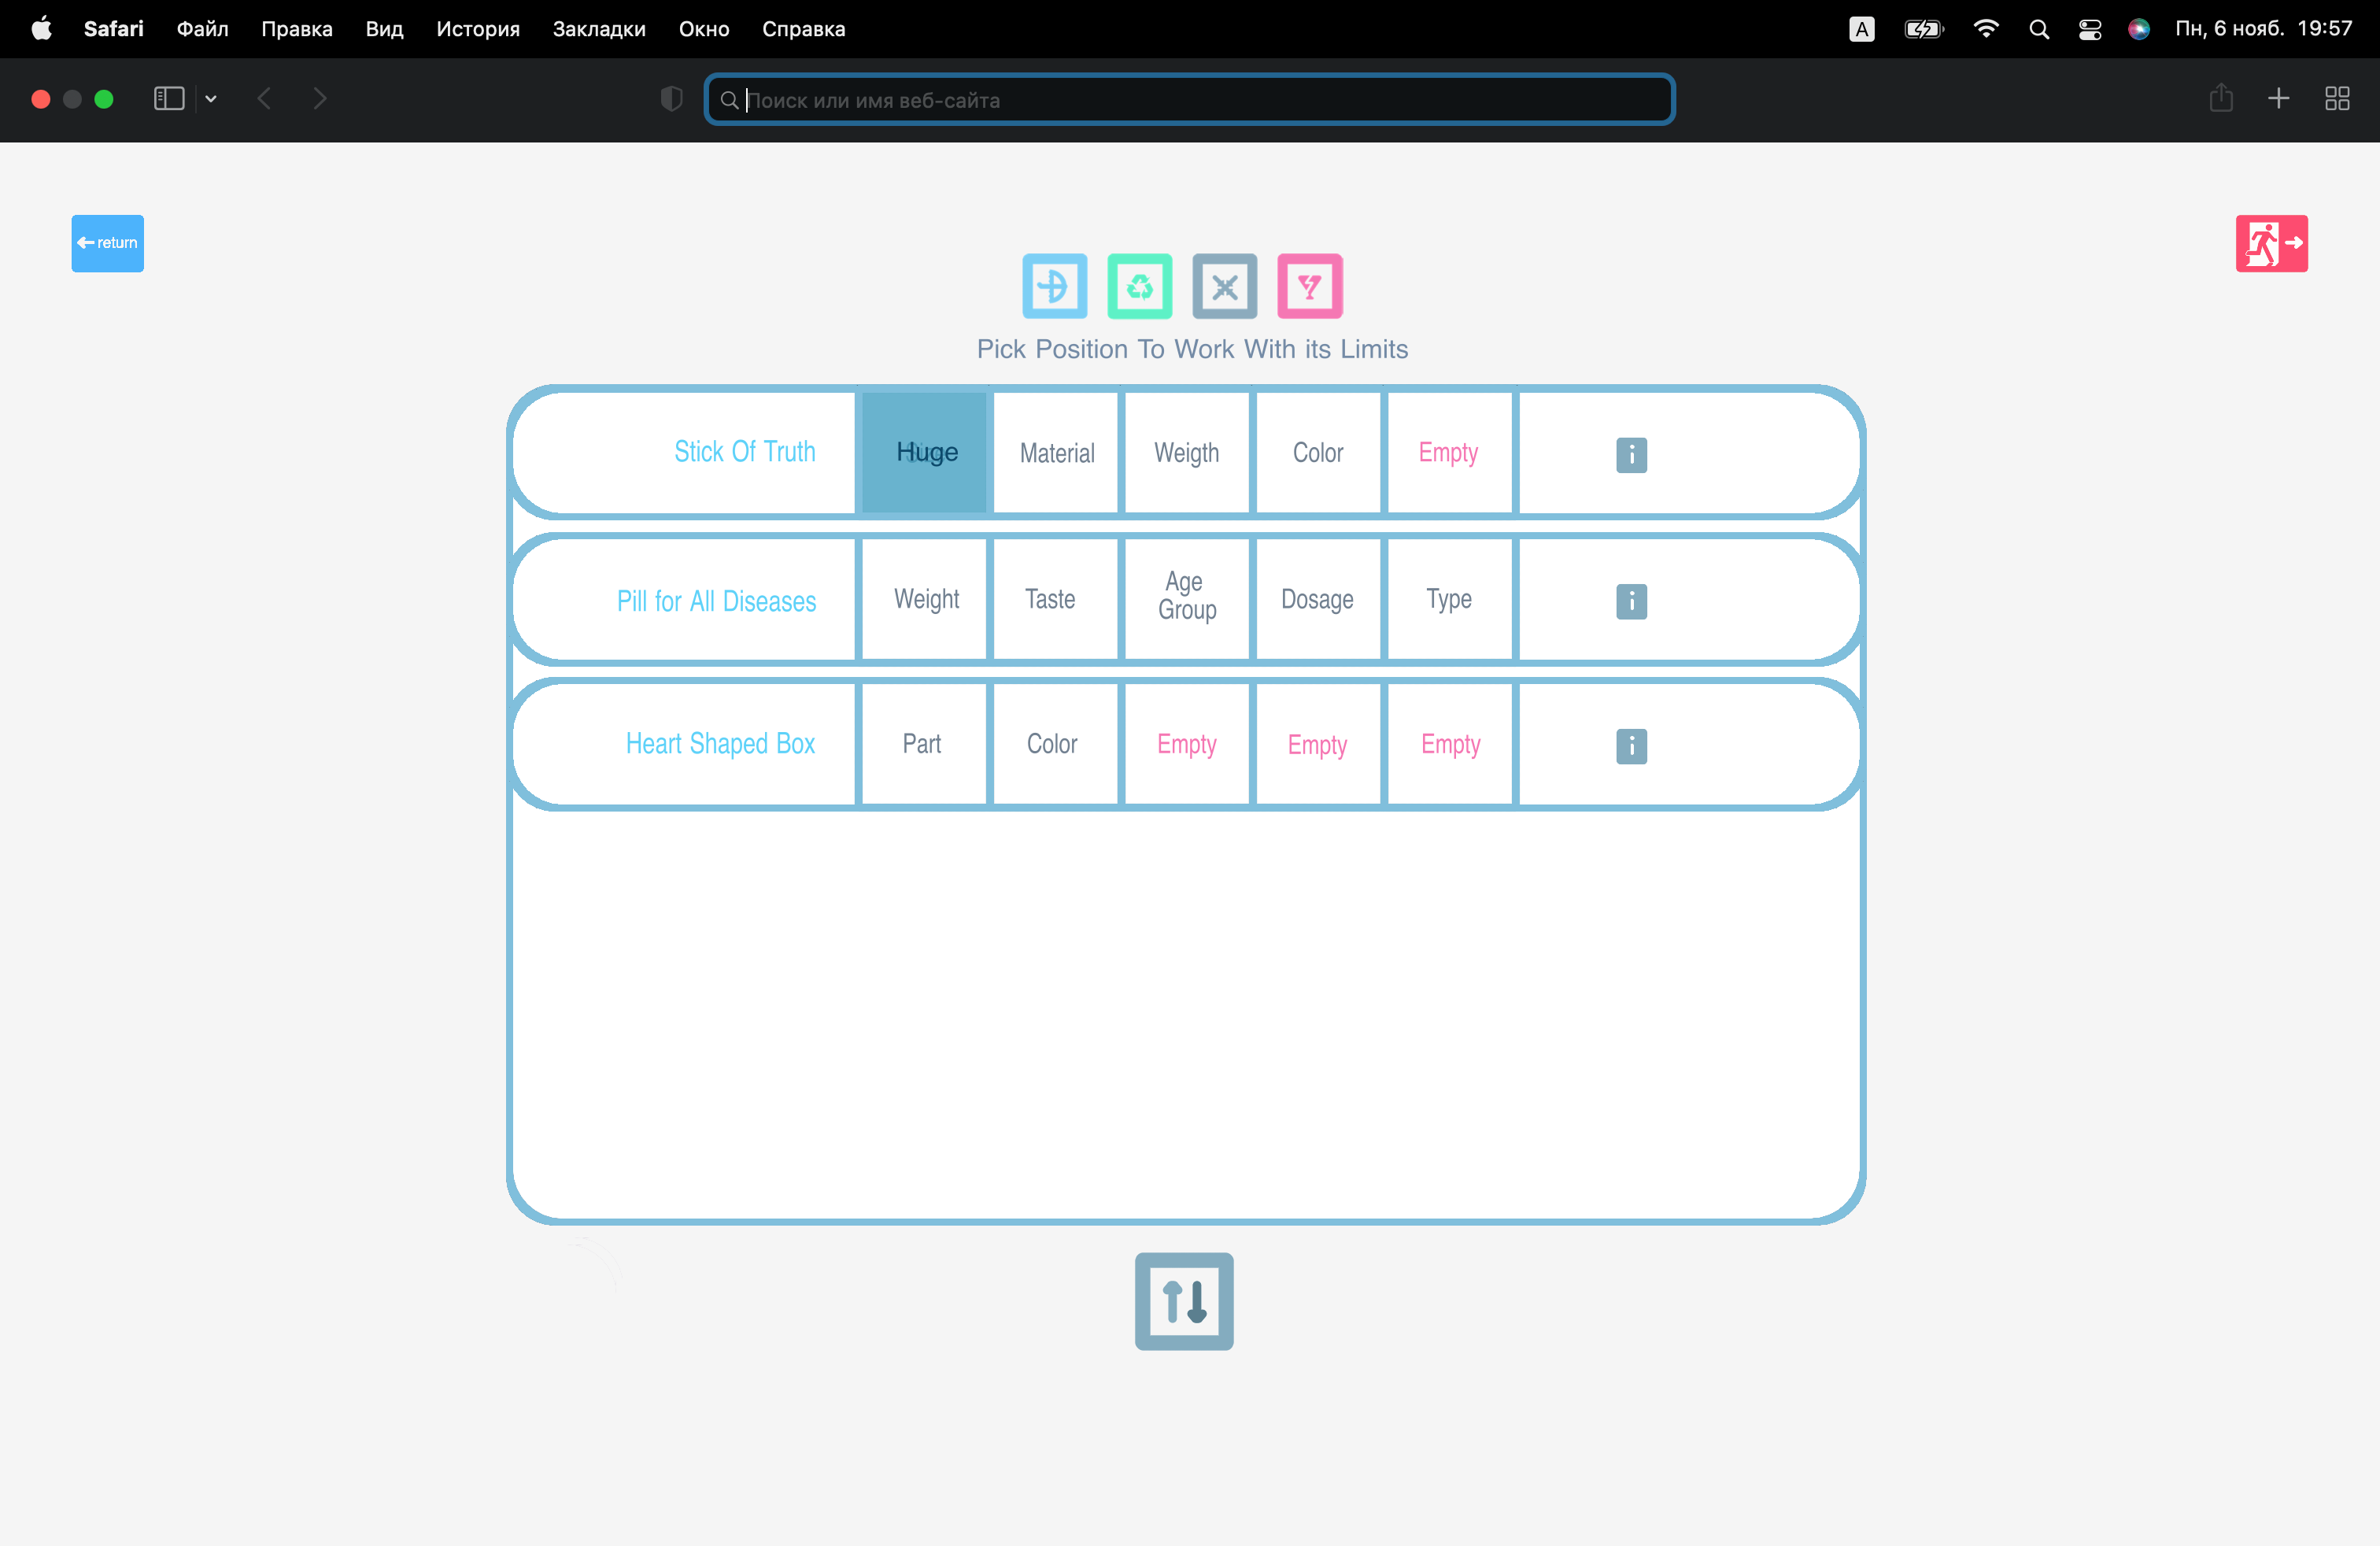 Safari Файл Правка Вид История Закладки Окно Справка A Пн, 6 нояб. 19:57
Поиск или имя веб-сайта
return
Pick Position To Work With its Limits
Stick Of Truth Huge Material Weigth Color Empty i
Pill for All Diseases Weight Taste Age Group Dosage Type i
Heart Shaped Box Part Color Empty Empty Empty i